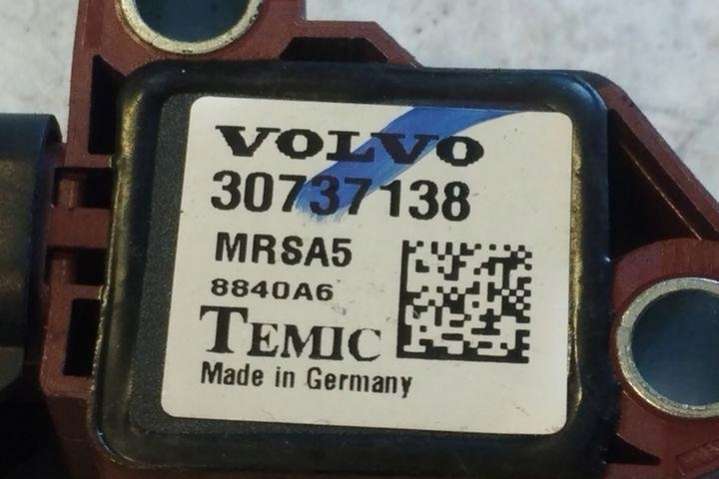 VOLVO
30737138
MRSA5
8840A6
TEMIC
Made in Germany